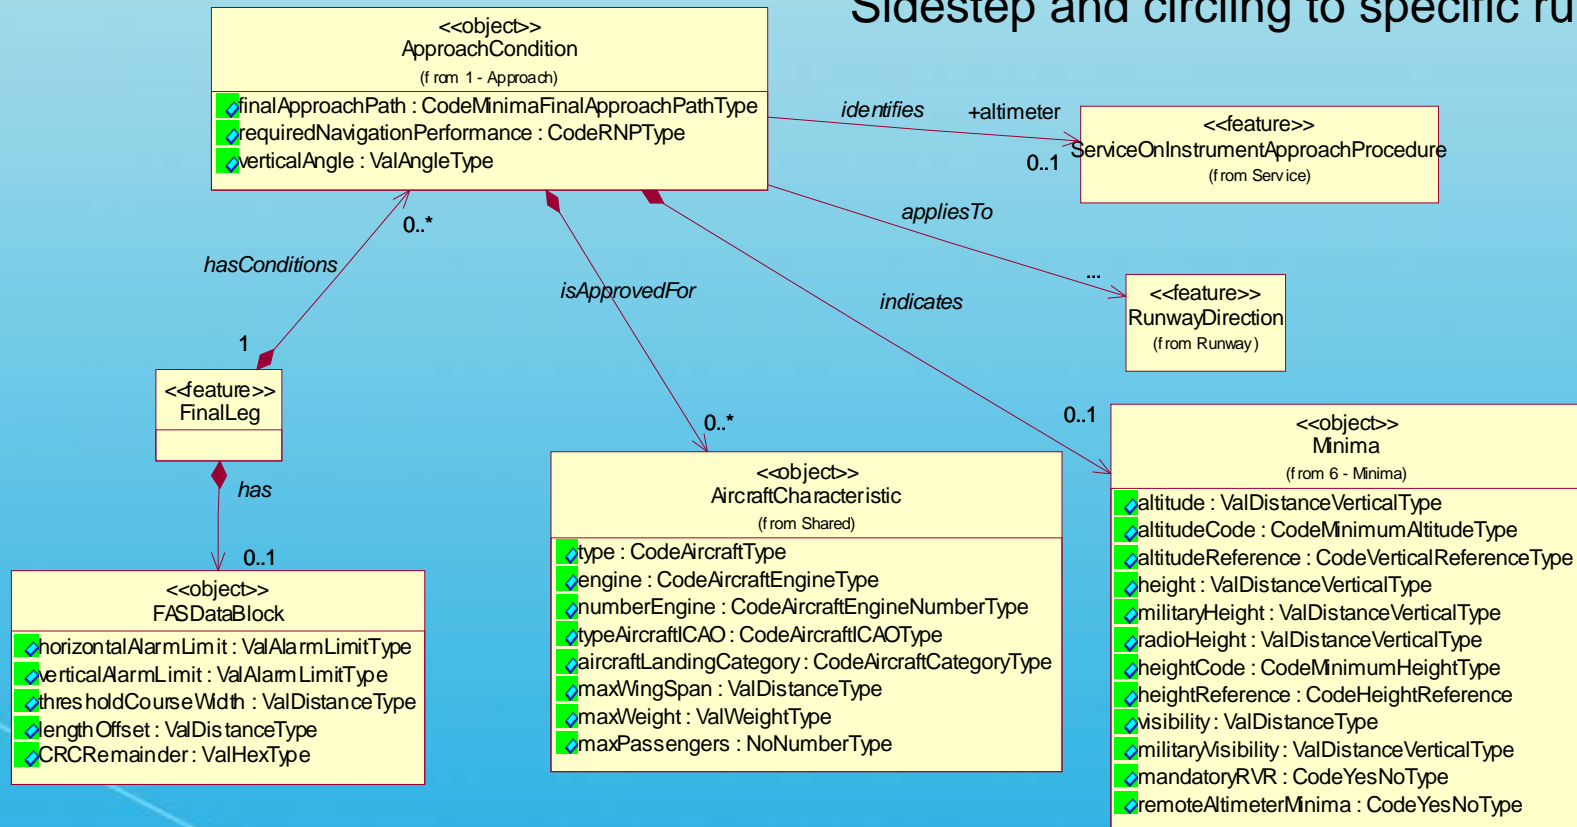 Sidestep and circling to specific ru
<<object>>
ApproachCondition
(from 1 - Approach)
finalApproachPath : CodeMinimaFinalApproachPathType
requiredNavigationPerformance : CodeRNPType
verticalAngle : ValAngleType
identifies
+altimeter
0..1
<<feature>>
ServiceOnInstrumentApproachProcedure
(from Service)
appliesTo
...
<<feature>>
RunwayDirection
(from Runway)
0..*
hasConditions
1
isApprovedFor
0..*
indicates
0..1
<<feature>>
FinalLeg
has
0..1
<<object>>
FASDataBlock
horizontalAlarmLimit : ValAlarmLimitType
verticalAlarmLimit : ValAlarmLimitType
thresholdCourseWidth : ValDistanceType
lengthOffset : ValDistanceType
CRCRemainder : ValHexType
<<object>>
AircraftCharacteristic
(from Shared)
type : CodeAircraftType
engine : CodeAircraftEngineType
numberEngine : CodeAircraftEngineNumberType
typeAircraftICAO : CodeAircraftICAOType
aircraftLandingCategory : CodeAircraftCategoryType
maxWingSpan : ValDistanceType
maxWeight : ValWeightType
maxPassengers : NoNumberType
<<object>>
Minima
(from 6 - Minima)
altitude : ValDistanceVerticalType
altitudeCode : CodeMinimumAltitudeType
altitudeReference : CodeVerticalReferenceType
height : ValDistanceVerticalType
militaryHeight : ValDistanceVerticalType
radioHeight : ValDistanceVerticalType
heightCode : CodeMinimumHeightType
heightReference : CodeHeightReference
visibility : ValDistanceType
militaryVisibility : ValDistanceVerticalType
mandatoryRVR : CodeYesNoType
remoteAltimeterMinima : CodeYesNoType